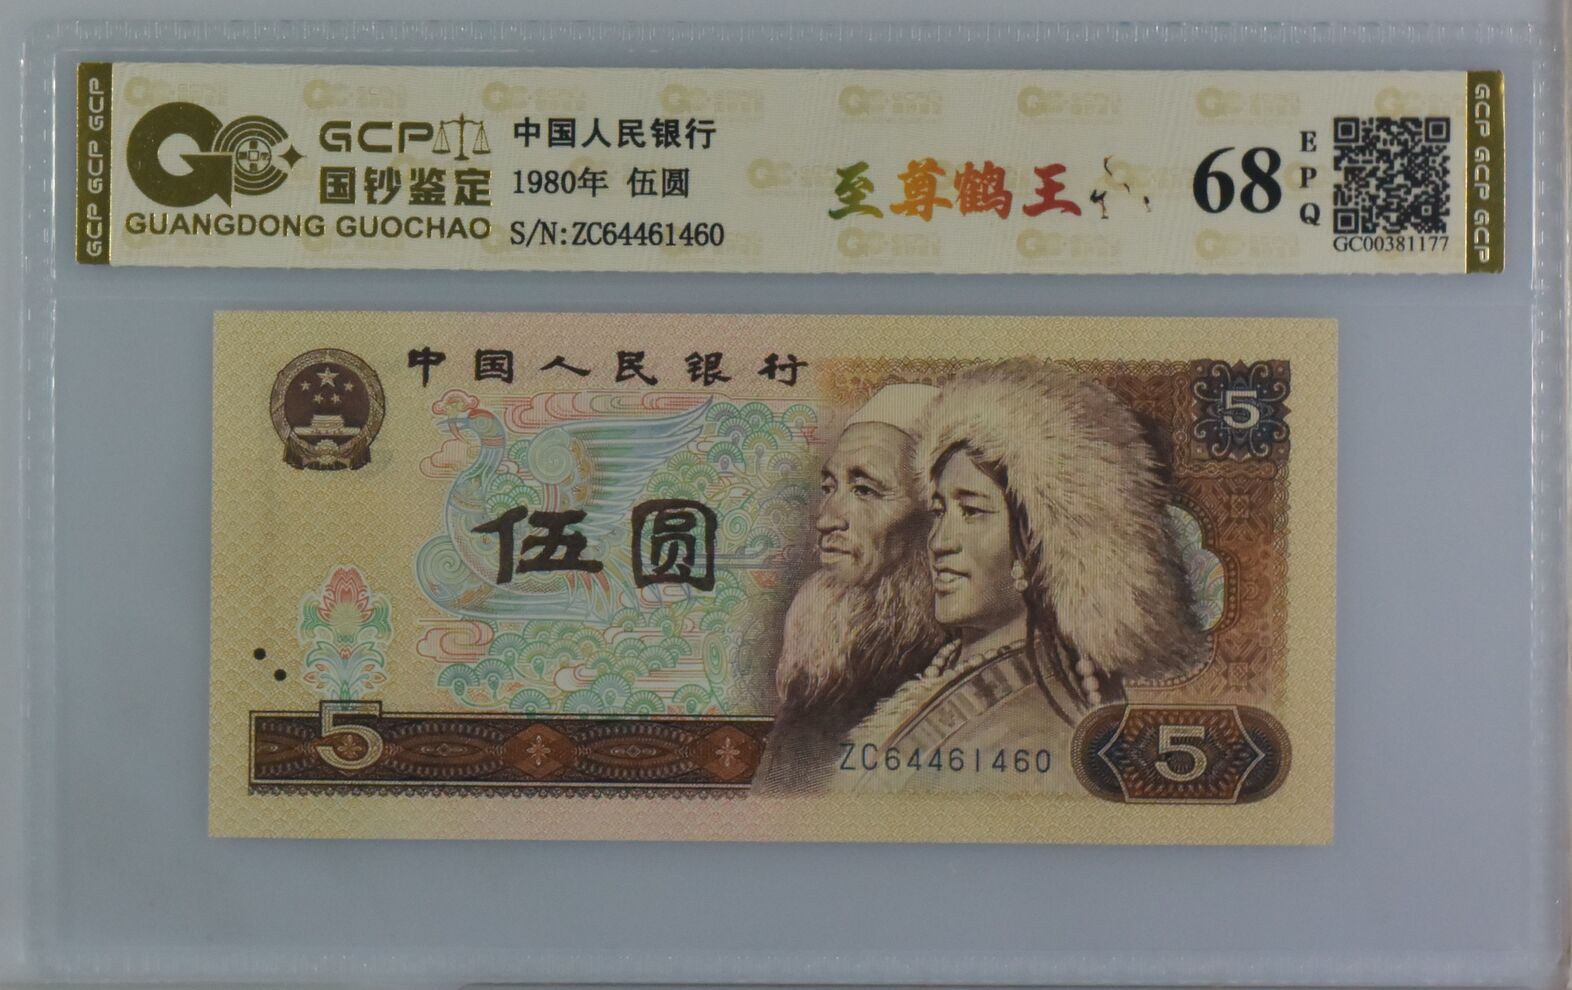 GCP GCP GCP
GCP
国钞鉴定
GUANGDONG GUOCHAO
中国人民银行
1980年 伍圆
S/N:ZC64461460
至尊鹤王
68
EPQ
GC00381177
GCP GCP GCP
中国人民银行
5
伍圆
5
ZC64461460
5